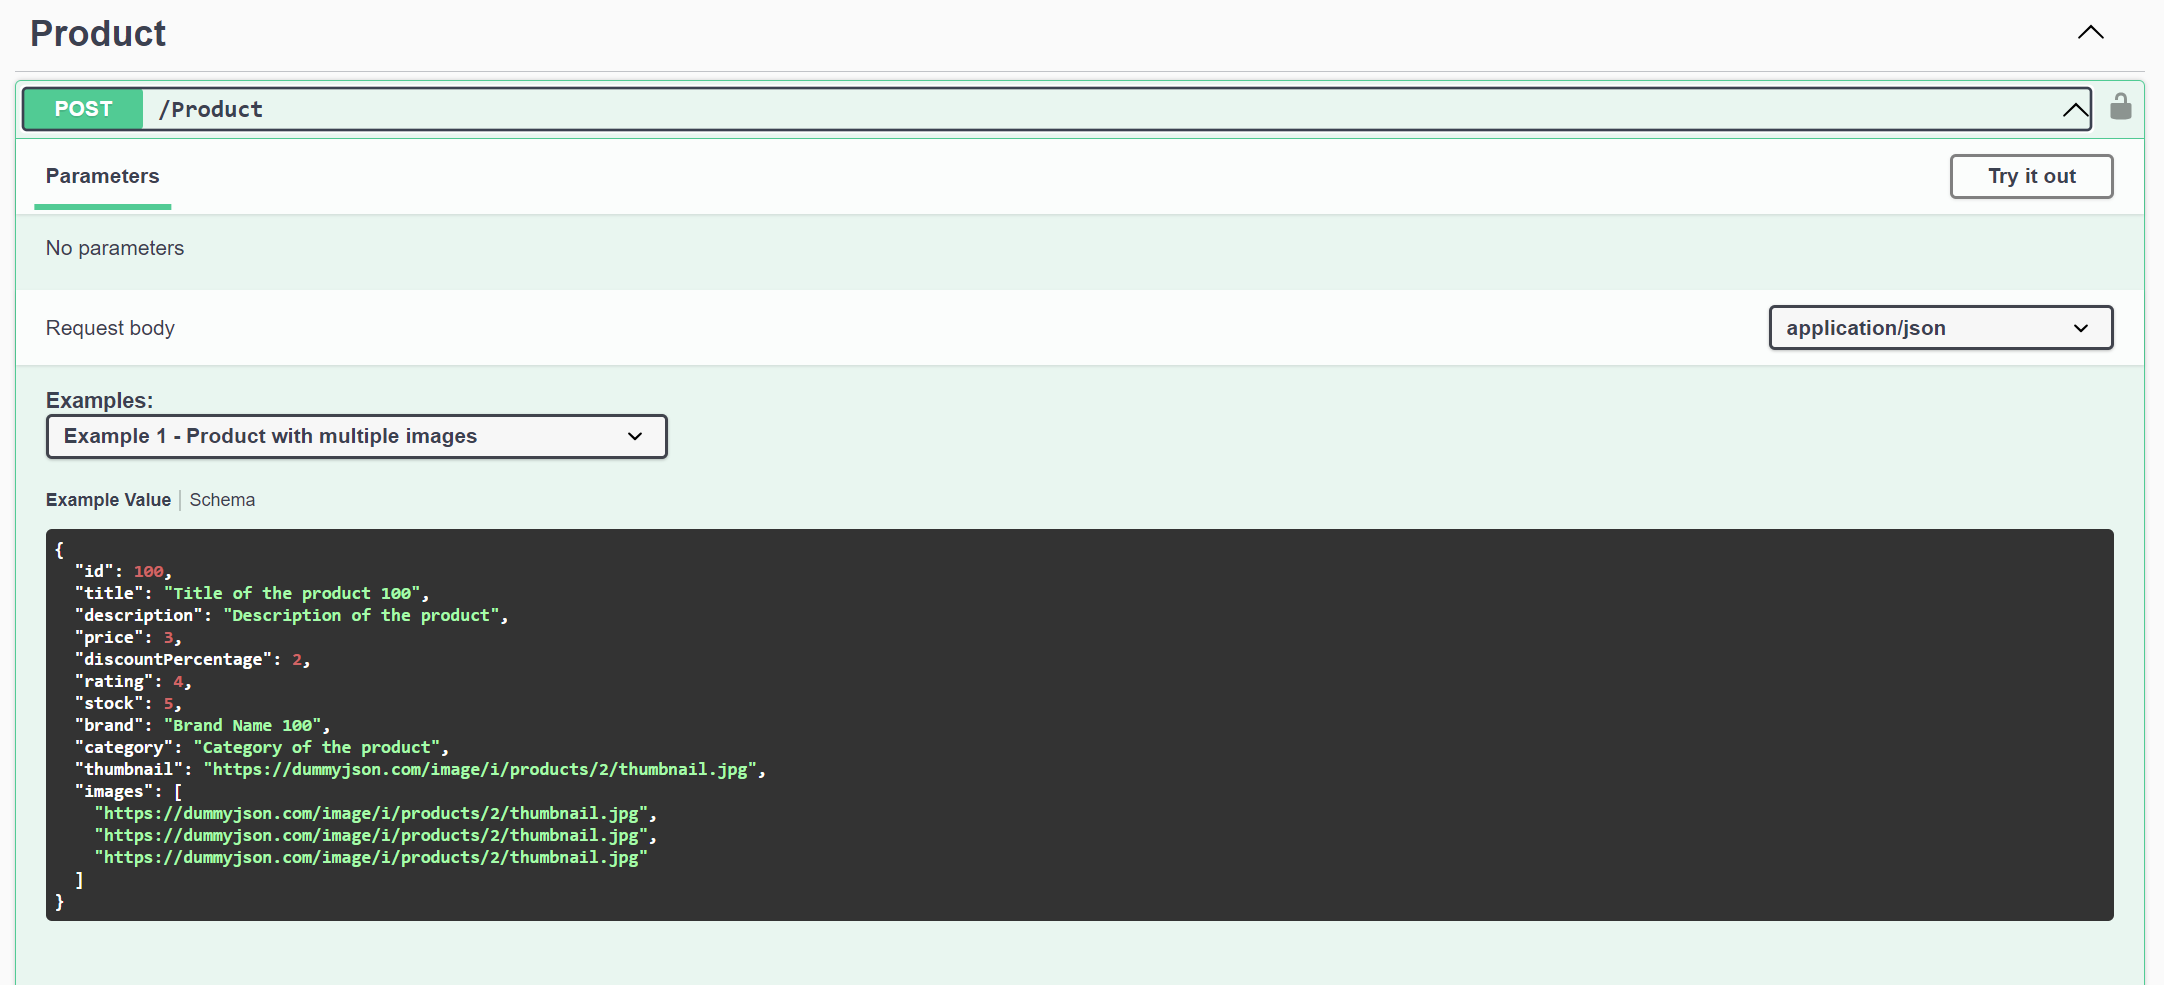 Product
POST /Product
Parameters
Try it out
No parameters
Request body
application/json
Examples:
Example 1 - Product with multiple images
Example Value | Schema
{
  "id": 100,
  "title": "Title of the product 100",
  "description": "Description of the product",
  "price": 3,
  "discountPercentage": 2,
  "rating": 4,
  "stock": 5,
  "brand": "Brand Name 100",
  "category": "Category of the product",
  "thumbnail": "https://dummyjson.com/image/i/products/2/thumbnail.jpg",
  "images": [
    "https://dummyjson.com/image/i/products/2/thumbnail.jpg",
    "https://dummyjson.com/image/i/products/2/thumbnail.jpg",
    "https://dummyjson.com/image/i/products/2/thumbnail.jpg"
  ]
}